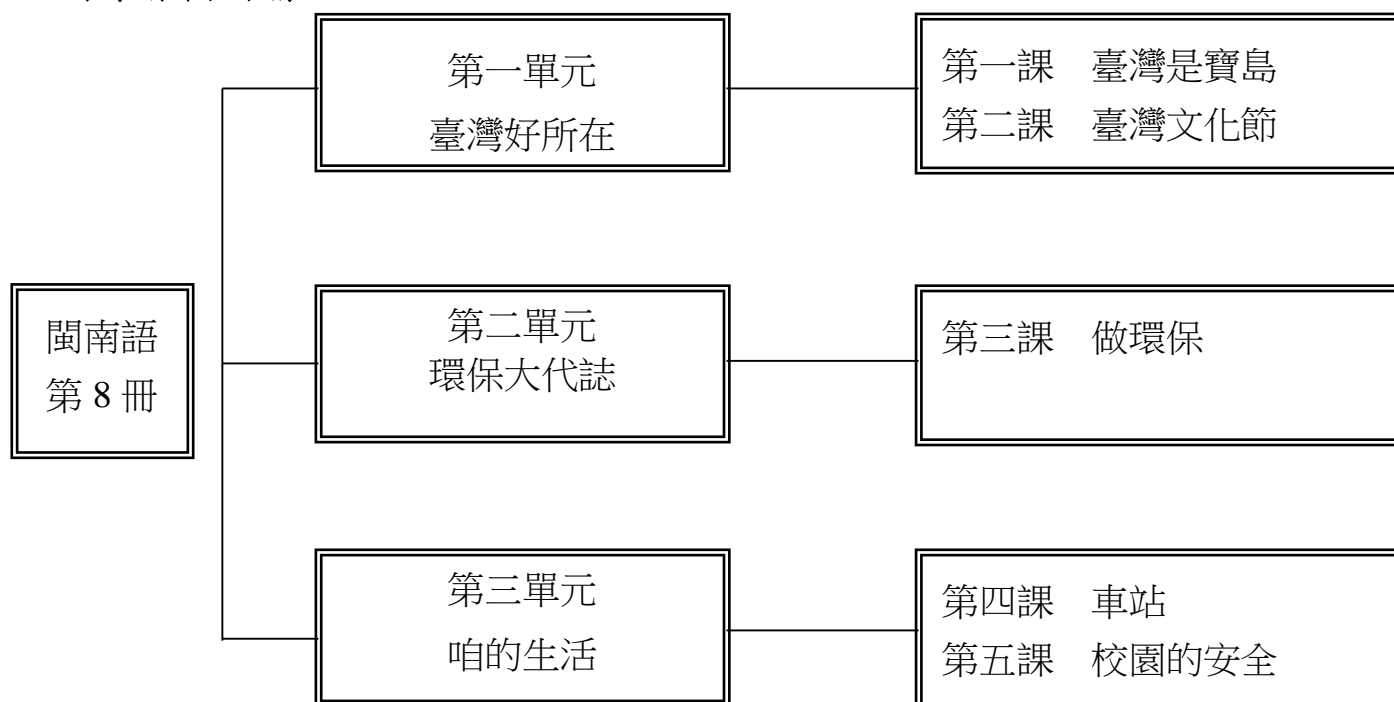 閩南語
第 8 冊
第一單元
臺灣好所在
第一課 臺灣是寶島
第二課 臺灣文化節
第二單元
環保大代誌
第三課 做環保
第三單元
咱的生活
第四課 車站
第五課 校園的安全